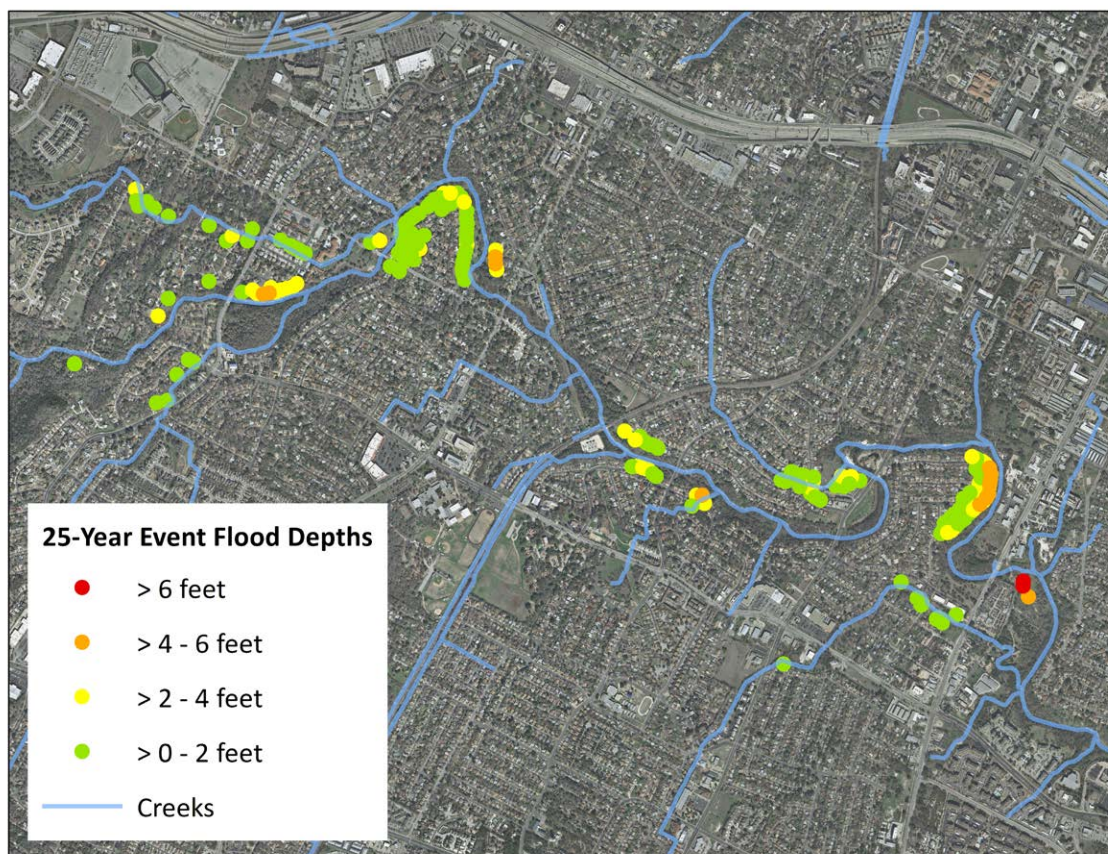 25-Year Event Flood Depths
> 6 feet
> 4 - 6 feet
> 2 - 4 feet
> 0 - 2 feet
Creeks